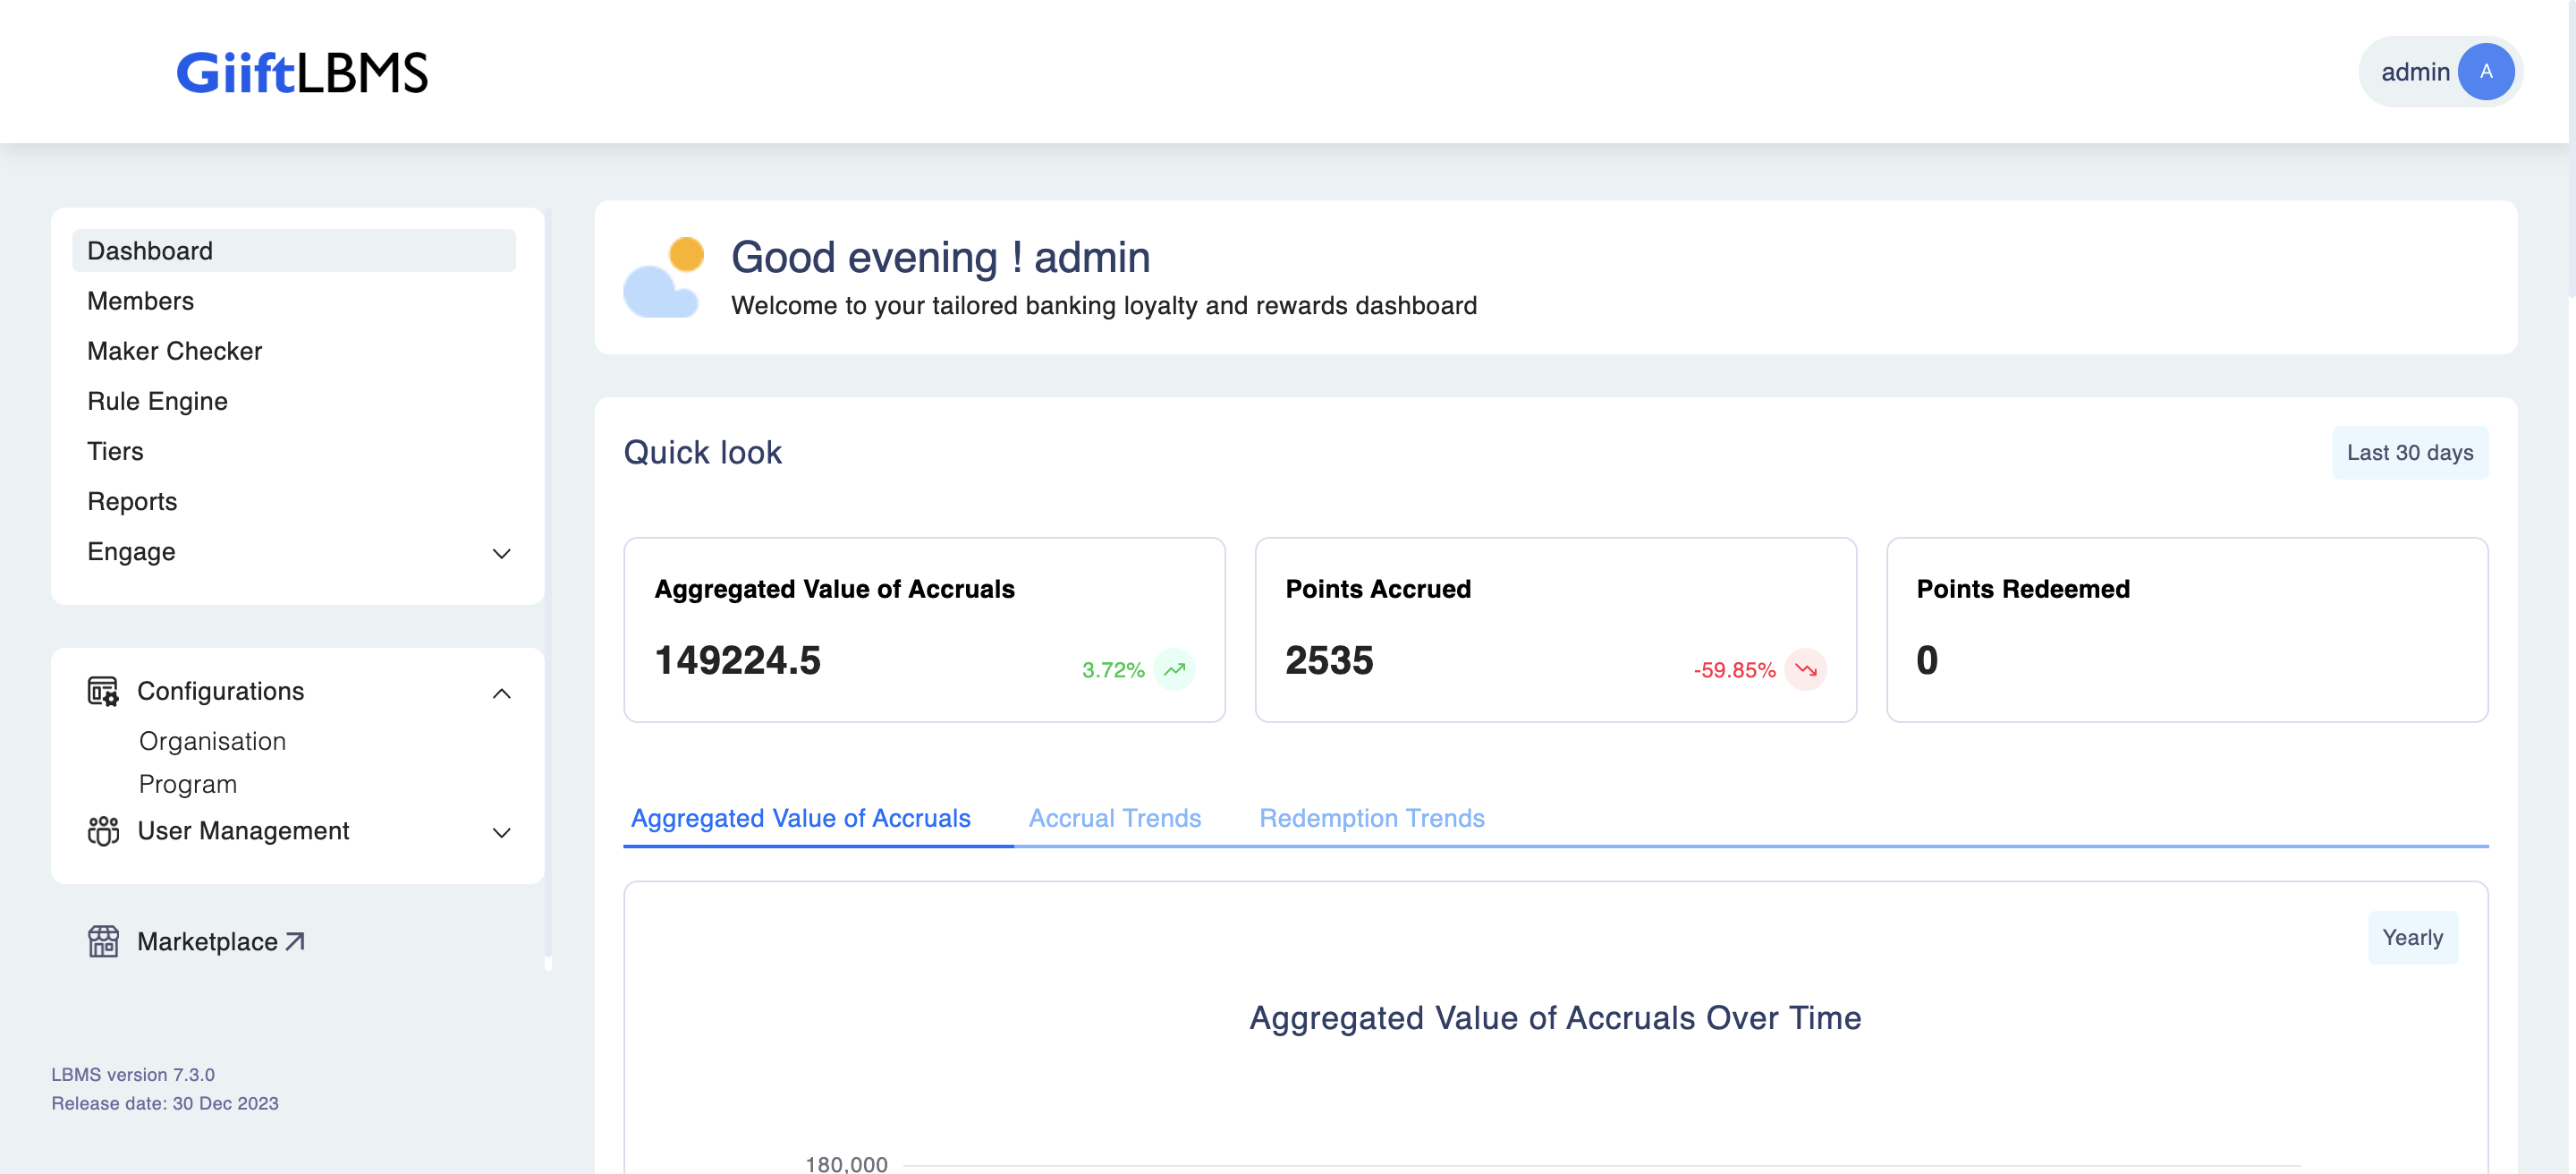 GiiftLBMS
admin
A
Dashboard
Members
Maker Checker
Rule Engine
Tiers
Reports
Engage
Configurations
Organisation
Program
User Management
Marketplace
LBMS version 7.3.0
Release date: 30 Dec 2023
Good evening ! admin
Welcome to your tailored banking loyalty and rewards dashboard
Quick look
Last 30 days
Aggregated Value of Accruals
149224.5
3.72%
Points Accrued
2535
-59.85%
Points Redeemed
0
Aggregated Value of Accruals
Accrual Trends
Redemption Trends
Yearly
Aggregated Value of Accruals Over Time
180,000